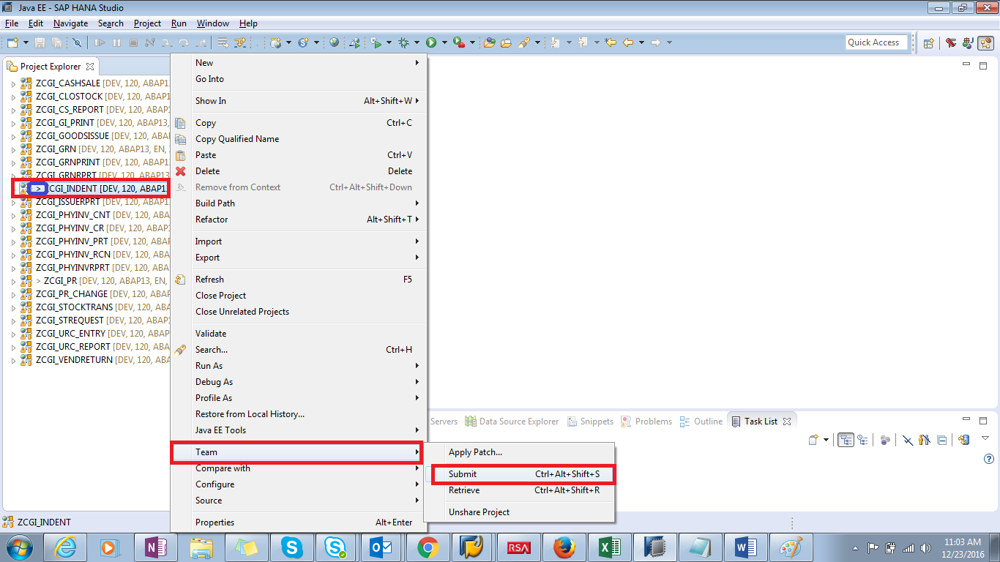 Java EE - SAP HANA Studio
File Edit Navigate Search Project Run Window Help
Quick Access
Project Explorer
ZCGI_CASHSALE [DEV, 120, ABAP13
ZCGI_CLOSTOCK [DEV, 120, ABAP1
ZCGI_CS_REPORT [DEV, 120, ABAP
ZCGI_GI_PRINT [DEV, 120, ABAP13,
ZCGI_GOODSISSUE [DEV, 120, ABA
ZCGI_GRN [DEV, 120, ABAP13, EN,
ZCGI_GRNPRINT [DEV, 120, ABAP13
ZCGI_GRNRPRT [DEV, 120, ABAP13
> ZCGI_INDENT [DEV, 120, ABAP1
ZCGI_ISSUERPRT [DEV, 120, ABAP
ZCGI_PHYINV_CNT [DEV, 120, ABA
ZCGI_PHYINV_CR [DEV, 120, ABAP
ZCGI_PHYINV_PRT [DEV, 120, ABA
ZCGI_PHYINV_RCN [DEV, 120, ABA
ZCGI_PHYINVRPRT [DEV, 120, ABA
> ZCGI_PR [DEV, 120, ABAP13, EN,
ZCGI_PR_CHANGE [DEV, 120, ABAP
ZCGI_STOCKTRANS [DEV, 120, ABA
ZCGI_STREQUEST [DEV, 120, ABAP
ZCGI_URC_ENTRY [DEV, 120, ABAP
ZCGI_URC_REPORT [DEV, 120, ABA
ZCGI_VENDRETURN [DEV, 120, ABA
New
Go Into
Show In Alt+Shift+W
Copy Ctrl+C
Copy Qualified Name
Paste Ctrl+V
Delete Delete
Remove from Context Ctrl+Alt+Shift+Down
Build Path
Refactor Alt+Shift+T
Import
Export
Refresh F5
Close Project
Close Unrelated Projects
Validate
Search... Ctrl+H
Run As
Debug As
Profile As
Restore from Local History...
Java EE Tools
Team
Compare with
Configure
Source
Properties Alt+Enter
Apply Patch...
Submit Ctrl+Alt+Shift+S
Retrieve Ctrl+Alt+Shift+R
Unshare Project
Servers Data Source Explorer Snippets Problems Outline Task List
ZCGI_INDENT
RSA
11:03 AM
12/23/2016